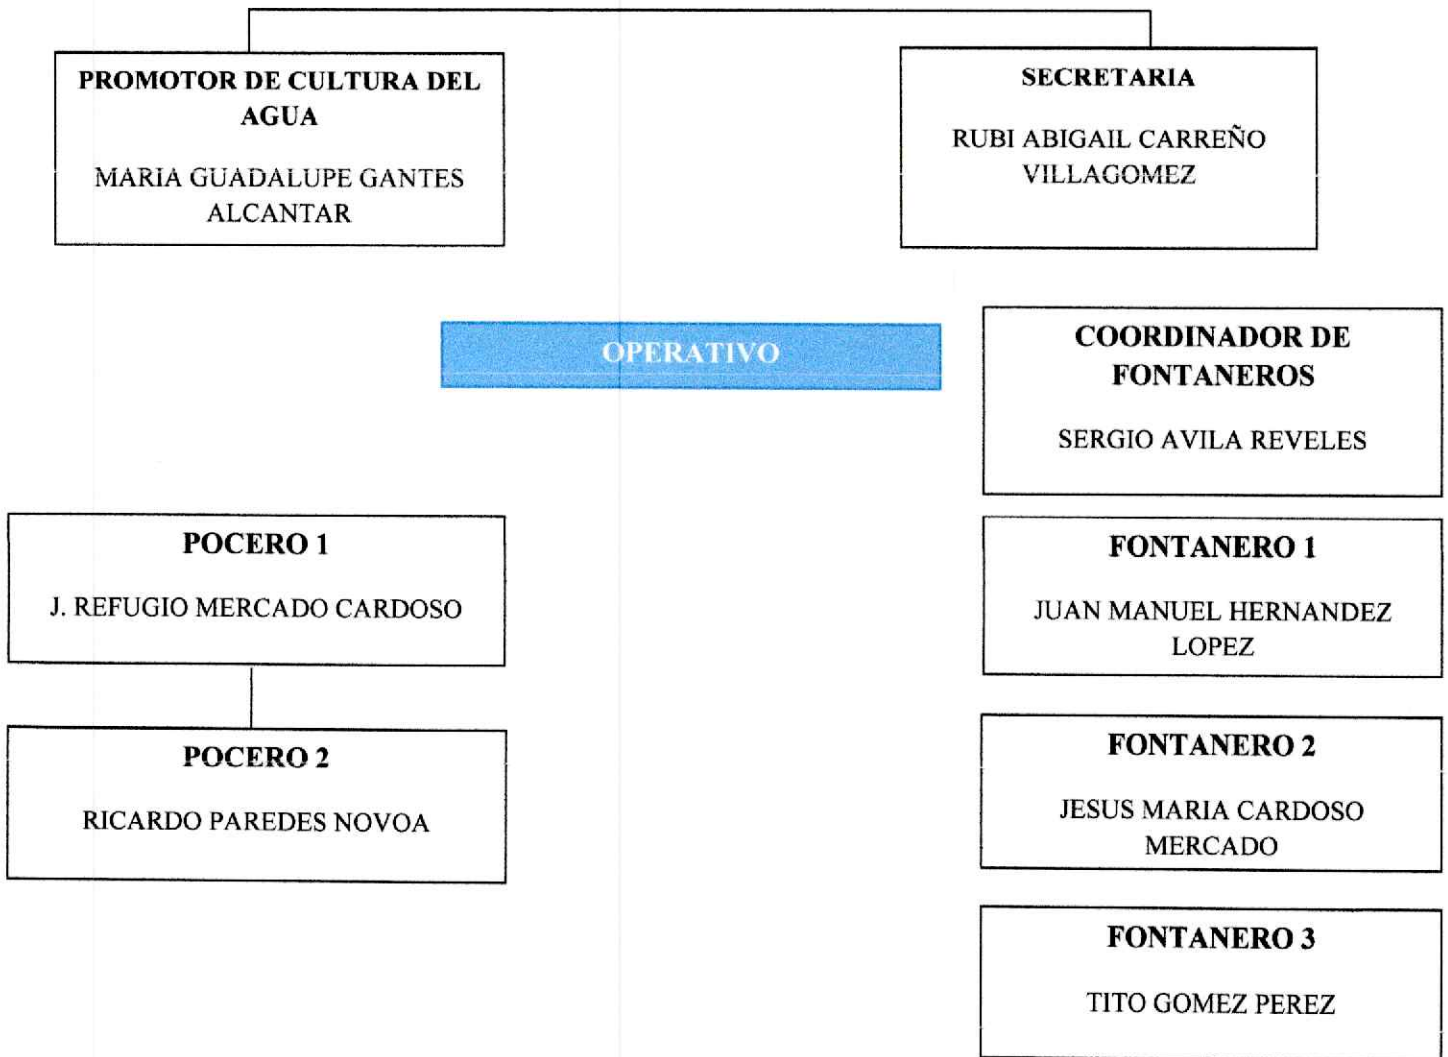 PROMOTOR DE CULTURA DEL
AGUA
MARIA GUADALUPE GANTES
ALCANTAR
SECRETARIA
RUBI ABIGAIL CARREÑO
VILLAGOMEZ
OPERATIVO
COORDINADOR DE
FONTANEROS
SERGIO AVILA REVELES
POCERO 1
J. REFUGIO MERCADO CARDOSO
FONTANERO 1
JUAN MANUEL HERNANDEZ
LOPEZ
POCERO 2
RICARDO PAREDES NOVOA
FONTANERO 2
JESUS MARIA CARDOSO
MERCADO
FONTANERO 3
TITO GOMEZ PEREZ